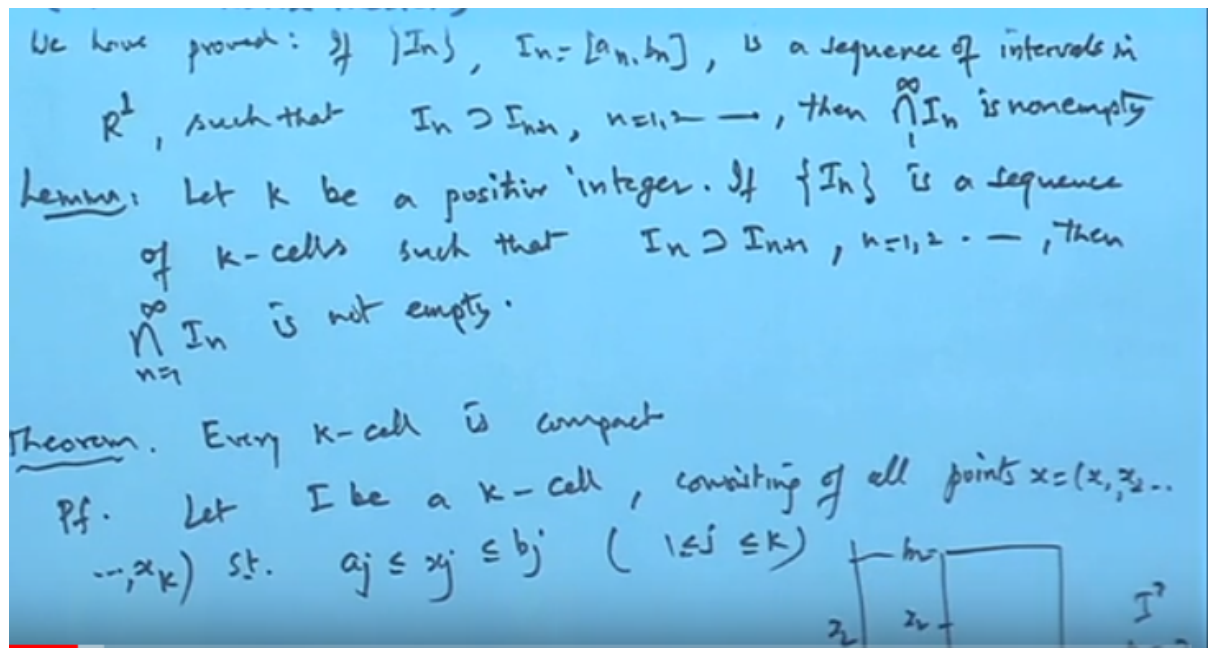 We have proved: If {In}, In = [an, bn], is a sequence of intervals in
R¹, such that In ⊃ In+1, n=1,2 — —, then ∞∩1 In is nonempty
Lemma: Let k be a positive integer. If {In} is a sequence
of k-cells such that In ⊃ In+1, n=1,2 . —, then
∞∩n=1 In is not empty.
Theorem. Every k-cell is compact
Pf. Let I be a k-cell, consisting of all points x=(x1, x2..
..., xk) s.t. aj ≤ xj ≤ bj ( 1≤j ≤k)